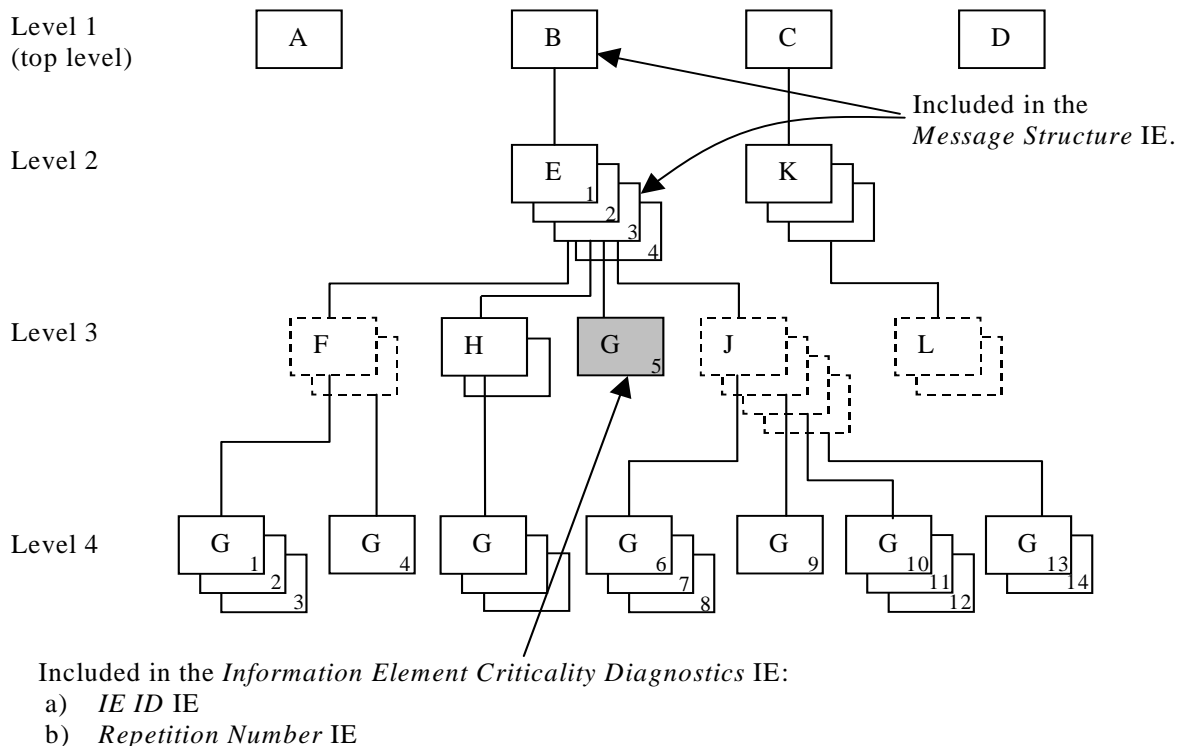 Level 1
(top level)
A
B
C
D
Included in the
Message Structure IE.
Level 2
E
1
2
3
4
K
Level 3
F
H
G
5
J
L
Level 4
G
1
2
3
G
4
G
G
6
7
8
G
9
G
10
11
12
G
13
14
Included in the Information Element Criticality Diagnostics IE:
a) IE ID IE
b) Repetition Number IE